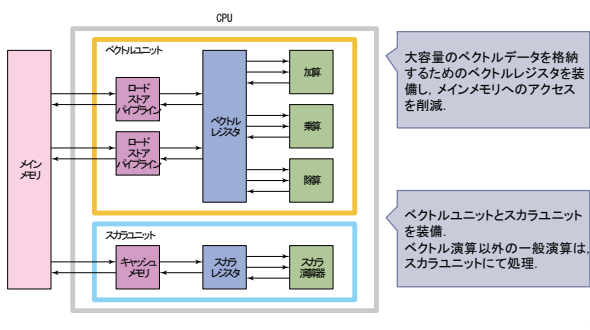 CPU
ベクトルユニット
メイン
メモリ
ロード
ストア
パイプライン
ロード
ストア
パイプライン
ベクトル
レジスタ
加算
乗算
除算
スカラユニット
キャッシュ
メモリ
スカラ
レジスタ
スカラ
演算器
大容量のベクトルデータを格納
するためのベクトルレジスタを装
備し，メインメモリへのアクセス
を削減．
ベクトルユニットとスカラユニット
を装備．
ベクトル演算以外の一般演算は，
スカラユニットにて処理．